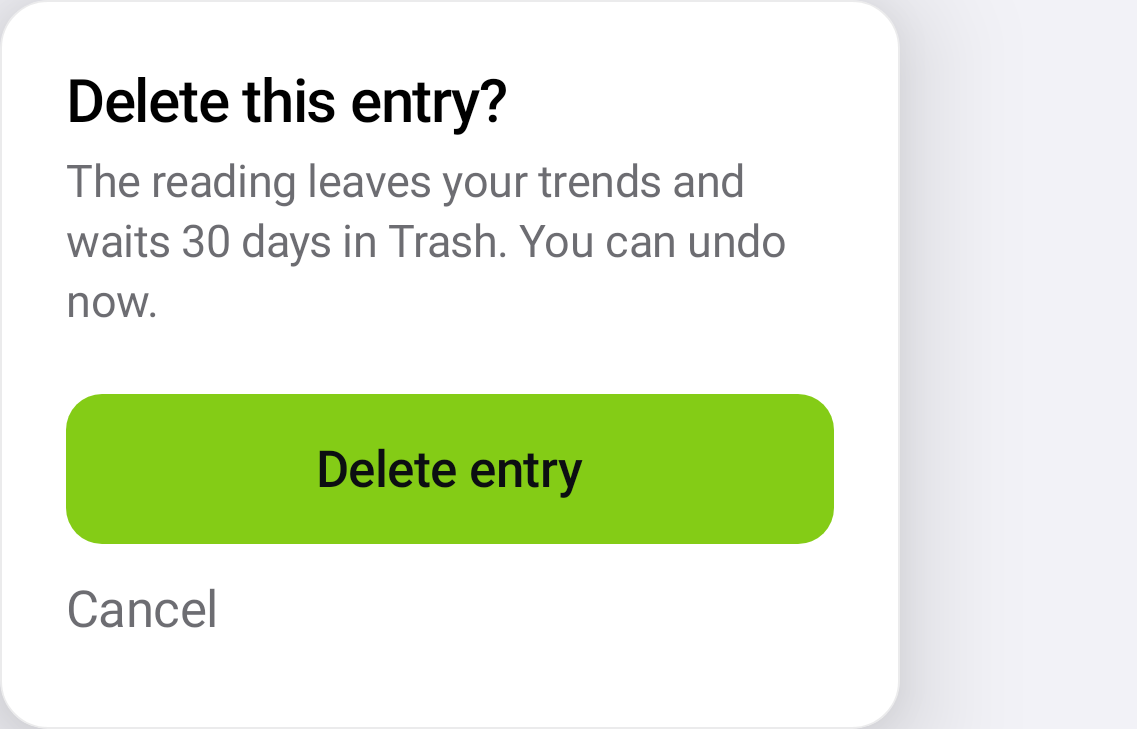 Delete this entry?
The reading leaves your trends and
waits 30 days in Trash. You can undo
now.
Delete entry
Cancel